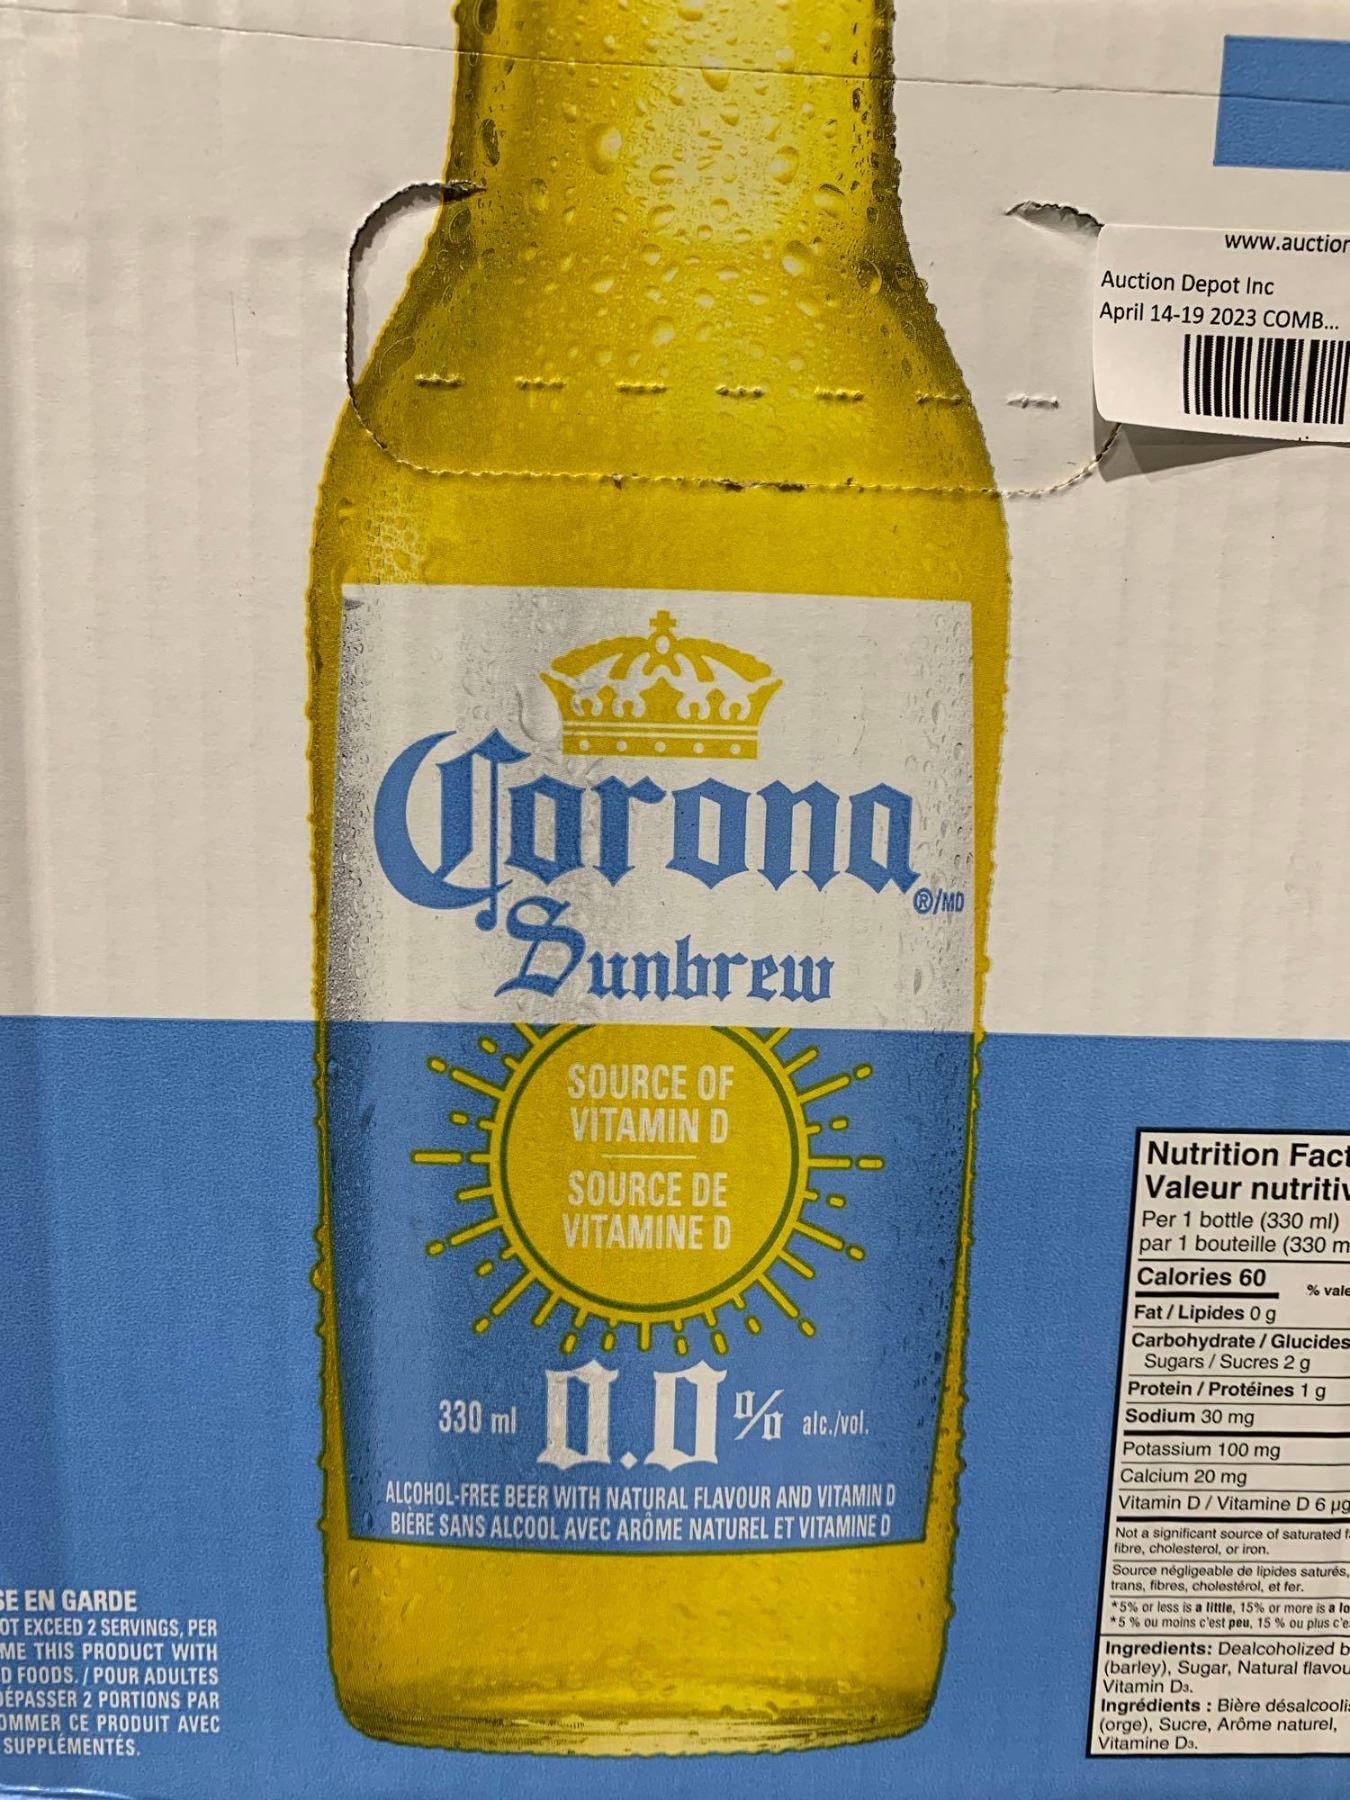 www.auction
Auction Depot Inc
April 14-19 2023 COMB...
Corona
®/MD
Sunbrew
SOURCE OF
VITAMIN D
SOURCE DE
VITAMINE D
330 ml 0.0% alc./vol.
ALCOHOL-FREE BEER WITH NATURAL FLAVOUR AND VITAMIN D
BIÈRE SANS ALCOOL AVEC ARÔME NATUREL ET VITAMINE D
SE EN GARDE
OT EXCEED 2 SERVINGS, PER
ME THIS PRODUCT WITH
D FOODS. / POUR ADULTES
DÉPASSER 2 PORTIONS PAR
OMMER CE PRODUIT AVEC
SUPPLÉMENTÉS.
Nutrition Fact
Valeur nutritiv
Per 1 bottle (330 ml)
par 1 bouteille (330 m
Calories 60
% vale
Fat / Lipides 0 g
Carbohydrate / Glucides
Sugars / Sucres 2 g
Protein / Protéines 1 g
Sodium 30 mg
Potassium 100 mg
Calcium 20 mg
Vitamin D / Vitamine D 6 µg
Not a significant source of saturated f
fibre, cholesterol, or iron.
Source négligeable de lipides saturés,
trans, fibres, cholestérol, et fer.
*5% or less is a little, 15% or more is a lo
*5 % ou moins c'est peu, 15 % ou plus c'e
Ingredients: Dealcoholized b
(barley), Sugar, Natural flavou
Vitamin D₃.
Ingrédients : Bière désalcoolis
(orge), Sucre, Arôme naturel,
Vitamine D₃.